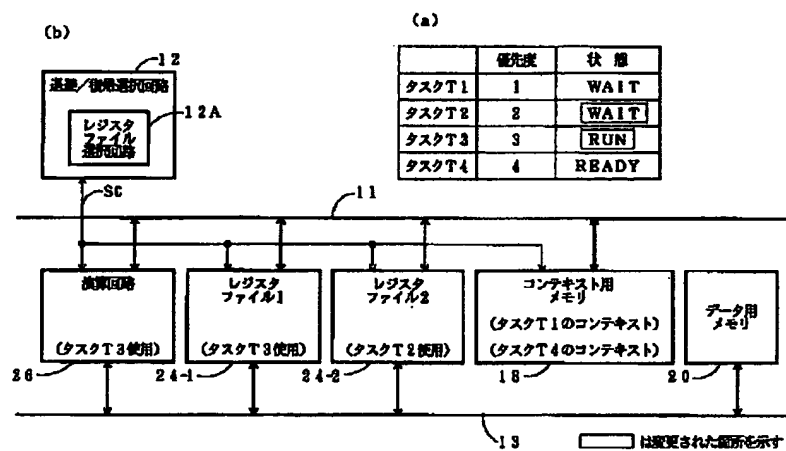 (b)
(a)
12
退避/復帰選択回路
12A
レジスタ
ファイル
選択回路
SC
優先度 状態
タスクT1 1 WAIT
タスクT2 2 WAIT
タスクT3 3 RUN
タスクT4 4 READY
11
演算回路
(タスクT3使用)
26
レジスタ
ファイル1
(タスクT3使用)
24-1
レジスタ
ファイル2
(タスクT2使用)
24-2
コンテキスト用
メモリ
(タスクT1のコンテキスト)
(タスクT4のコンテキスト)
18
データ用
メモリ
20
13
は変更された箇所を示す